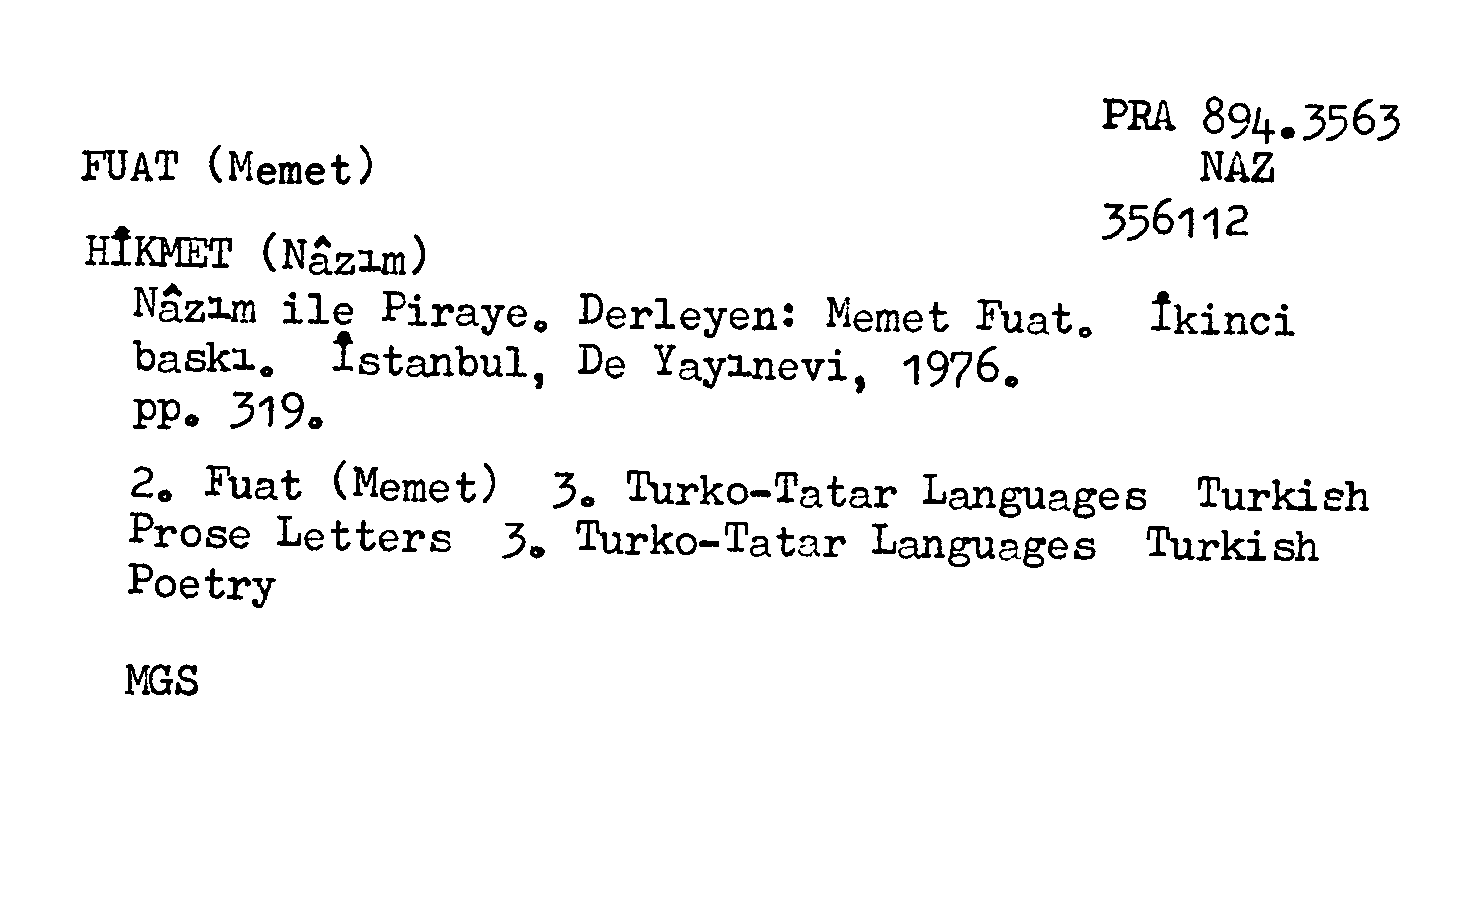 PRA 894.3563
FUAT (Memet)
NAZ
356112
HİKMET (Nâzım)
Nâzım ile Piraye. Derleyen: Memet Fuat. İkinci
baskı. İstanbul, De Yayınevi, 1976.
pp. 319.
2. Fuat (Memet) 3. Turko-Tatar Languages Turkish
Prose Letters 3. Turko-Tatar Languages Turkish
Poetry
MGS